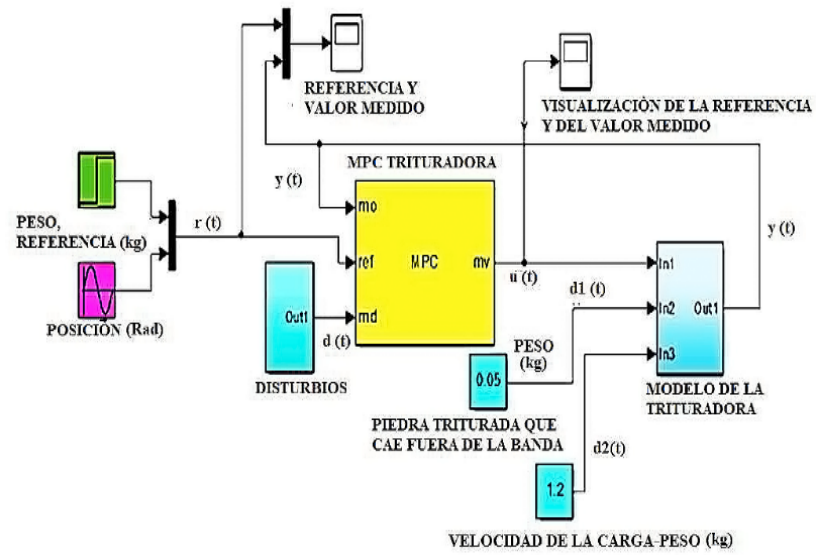 REFERENCIA Y
VALOR MEDIDO
VISUALIZACIÓN DE LA REFERENCIA
Y DEL VALOR MEDIDO
MPC TRITURADORA
y (t)
PESO,
REFERENCIA (kg)
r (t)
mo
ref
MPC
mv
md
u (t)
y (t)
POSICIÓN (Rad)
Out1
d (t)
DISTURBIOS
d1 (t)
In1
In2
In3
Out1
PESO
(kg)
0.05
MODELO DE LA
TRITURADORA
PIEDRA TRITURADA QUE
CAE FUERA DE LA BANDA
d2(t)
1.2
VELOCIDAD DE LA CARGA-PESO (kg)